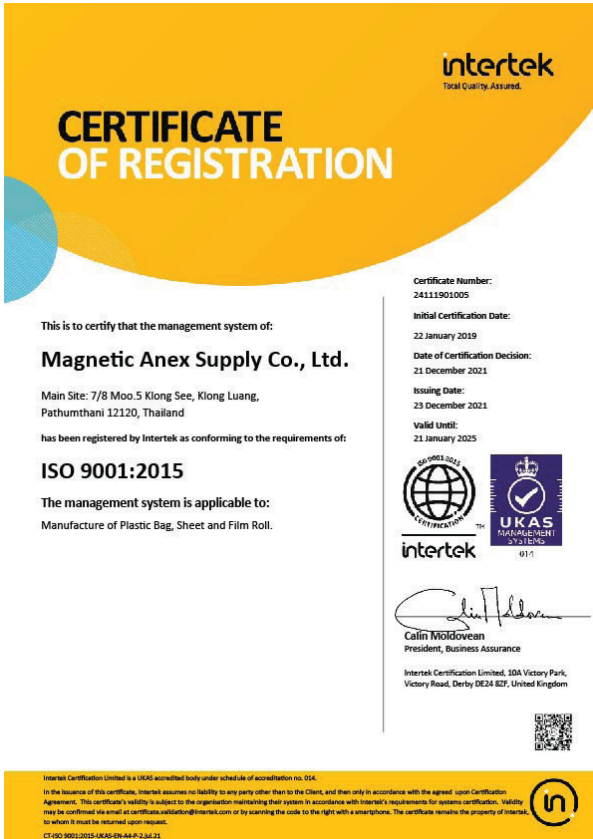 intertek
Total Quality. Assured.
CERTIFICATE
OF REGISTRATION
This is to certify that the management system of:
Magnetic Anex Supply Co., Ltd.
Main Site: 7/8 Moo.5 Klong See, Klong Luang,
Pathumthani 12120, Thailand
has been registered by Intertek as conforming to the requirements of:
ISO 9001:2015
The management system is applicable to:
Manufacture of Plastic Bag, Sheet and Film Roll.
Certificate Number:
24111901005
Initial Certification Date:
22 January 2019
Date of Certification Decision:
21 December 2021
Issuing Date:
23 December 2021
Valid Until:
21 January 2025
ISO 9001:2015
CERTIFICATION
TM
intertek
UKAS
MANAGEMENT
SYSTEMS
014
Calin Moldovean
Calin Moldovean
President, Business Assurance
Intertek Certification Limited, 10A Victory Park,
Victory Road, Derby DE24 8ZF, United Kingdom
Intertek Certification Limited is a UKAS accredited body under schedule of accreditation no. 014.
In the issuance of this certificate, Intertek assumes no liability to any party other than to the Client, and then only in accordance with the agreed upon Certification
Agreement. This certificate's validity is subject to the organisation maintaining their system in accordance with Intertek's requirements for systems certification. Validity
may be confirmed via email at certificate.validation@intertek.com or by scanning the code to the right with a smartphone. The certificate remains the property of Intertek,
to whom it must be returned upon request.
CT-ISO 9001:2015-UKAS-EN-A4-P-2.jul.21
in